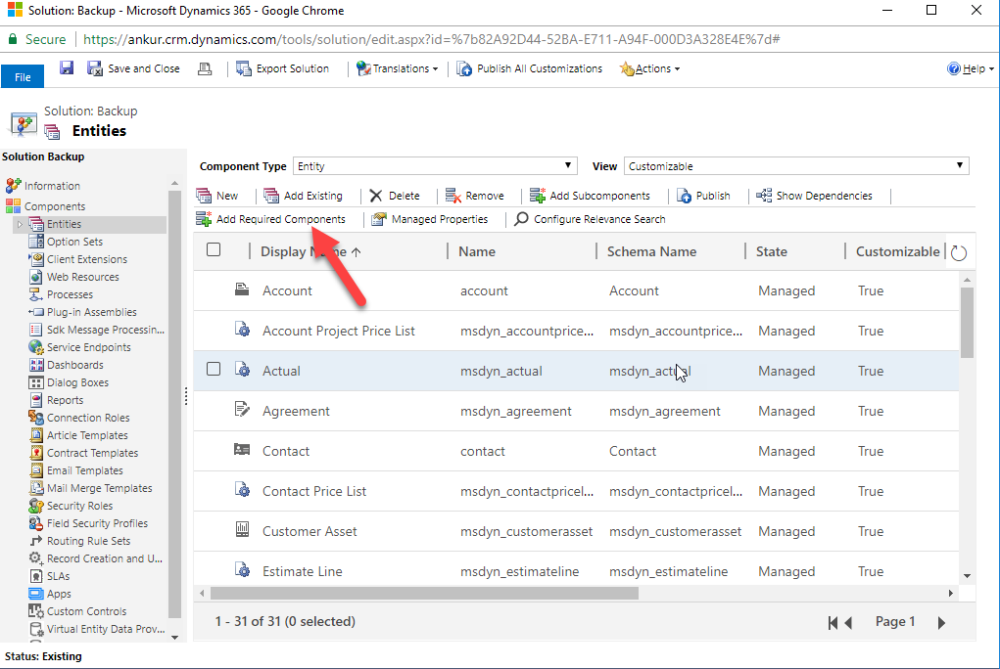 Solution: Backup - Microsoft Dynamics 365 - Google Chrome
Secure https://ankur.crm.dynamics.com/tools/solution/edit.aspx?id=%7b82A92D44-52BA-E711-A94F-000D3A328E4E%7d#
File Save and Close Export Solution Translations Publish All Customizations Actions Help
Solution: Backup
Entities
Solution Backup
Information
Components
Entities
Option Sets
Client Extensions
Web Resources
Processes
Plug-in Assemblies
Sdk Message Processin...
Service Endpoints
Dashboards
Dialog Boxes
Reports
Connection Roles
Article Templates
Contract Templates
Email Templates
Mail Merge Templates
Security Roles
Field Security Profiles
Routing Rule Sets
Record Creation and U...
SLAs
Apps
Custom Controls
Virtual Entity Data Prov...
Component Type Entity View Customizable
New Add Existing Delete Remove Add Subcomponents Publish Show Dependencies
Add Required Components Managed Properties Configure Relevance Search
Display Name Name Schema Name State Customizable
Account account Account Managed True
Account Project Price List msdyn_accountprice... msdyn_accountprice... Managed True
Actual msdyn_actual msdyn_actual Managed True
Agreement msdyn_agreement msdyn_agreement Managed True
Contact contact Contact Managed True
Contact Price List msdyn_contactpricel... msdyn_contactpricel... Managed True
Customer Asset msdyn_customerasset msdyn_customerasset Managed True
Estimate Line msdyn_estimateline msdyn_estimateline Managed True
1 - 31 of 31 (0 selected) Page 1
Status: Existing